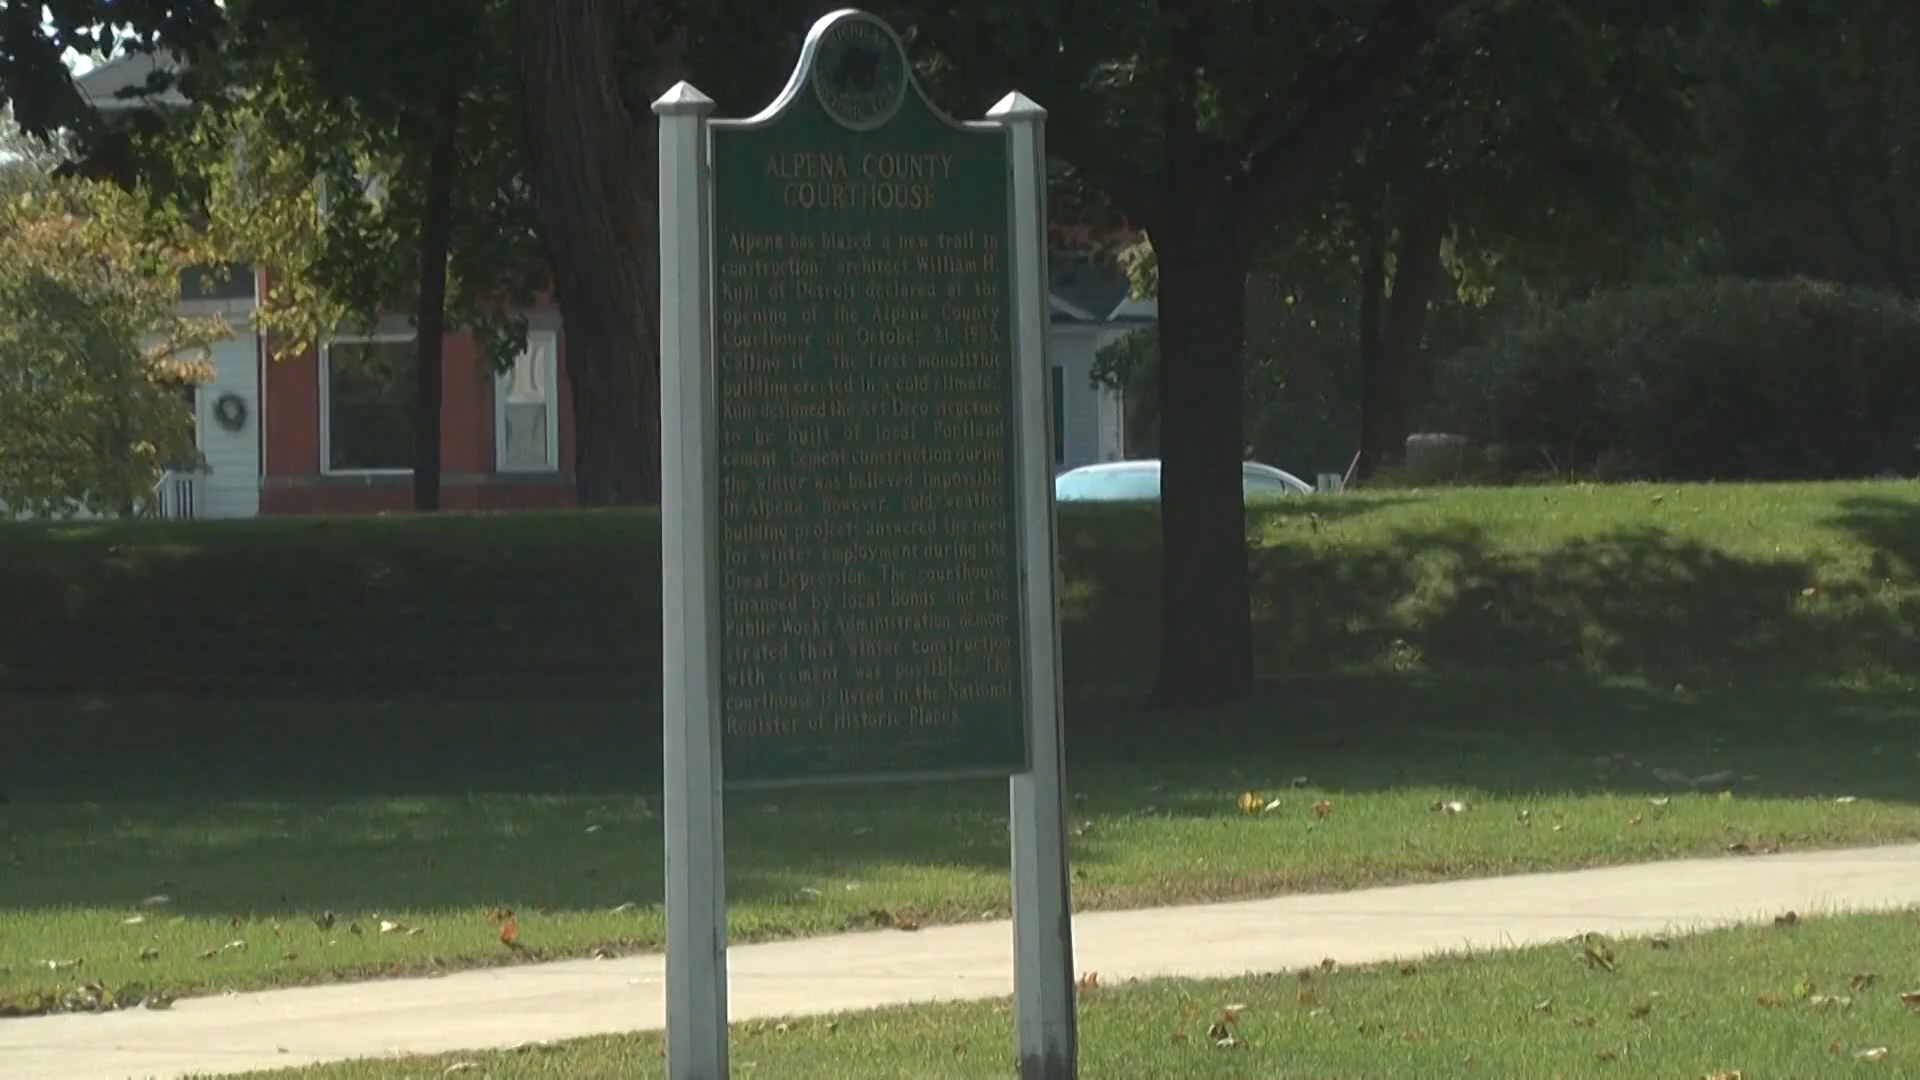 MICHIGAN
ALPENA COUNTY
COURTHOUSE
"Alpena has blazed a new trail in
construction," architect William H.
Kuni of Detroit declared at the
opening of the Alpena County
Courthouse on October 21, 1935.
Calling it "the first monolithic
building erected in a cold climate,"
Kuni designed the Art Deco structure
to be built of local Portland
cement. Cement construction during
the winter was believed impossible
in Alpena; however, cold-weather
building projects answered the need
for winter employment during the
Great Depression. The courthouse,
financed by local bonds and the
Public Works Administration, demon-
strated that winter construction
with cement was possible. The
courthouse is listed in the National
Register of Historic Places.